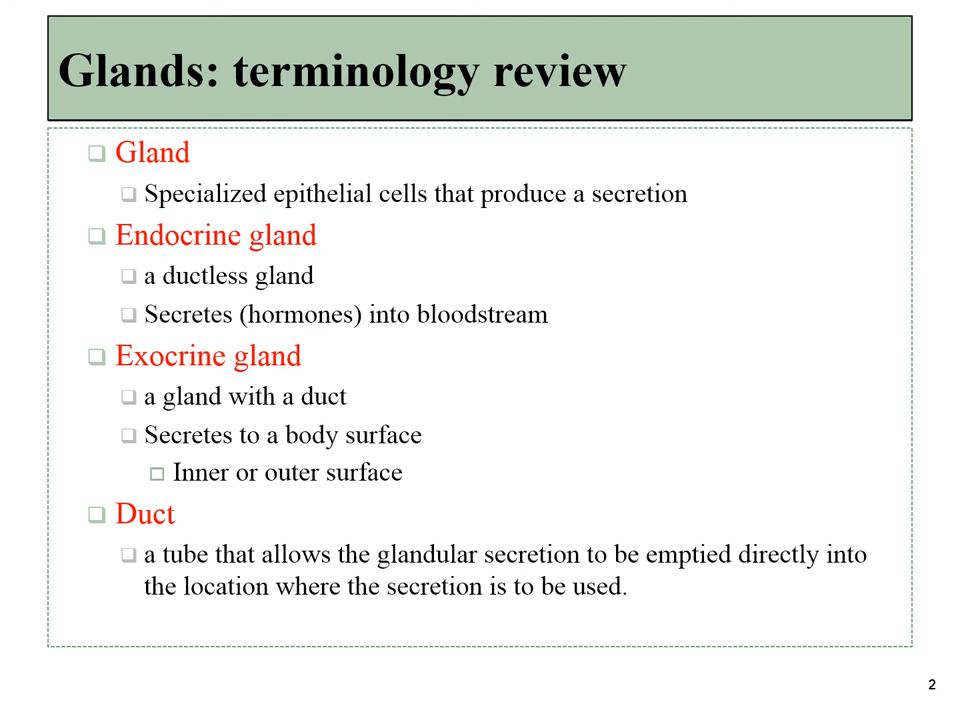 Glands: terminology review
Gland
Specialized epithelial cells that produce a secretion
Endocrine gland
a ductless gland
Secretes (hormones) into bloodstream
Exocrine gland
a gland with a duct
Secretes to a body surface
Inner or outer surface
Duct
a tube that allows the glandular secretion to be emptied directly into
the location where the secretion is to be used.
2